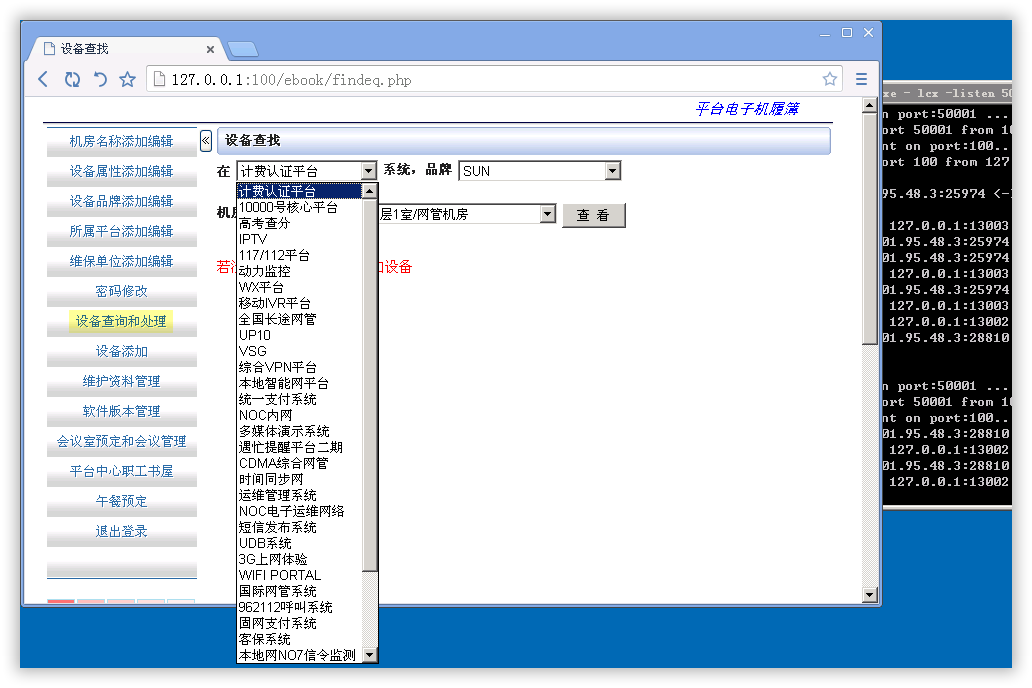 设备查找
127.0.0.1:100/ebook/findeq.php
平台电子机履簿
机房名称添加编辑
设备属性添加编辑
设备品牌添加编辑
所属平台添加编辑
维保单位添加编辑
密码修改
设备查询和处理
设备添加
维护资料管理
软件版本管理
会议室预定和会议管理
平台中心职工书屋
午餐预定
退出登录
设备查找
在 计费认证平台 系统，品牌 SUN
层1室/网管机房 查 看
加设备
计费认证平台
10000号核心平台
高考查分
IPTV
117/112平台
动力监控
WX平台
移动IVR平台
全国长途网管
UP10
VSG
综合VPN平台
本地智能网平台
统一支付系统
NOC内网
多媒体演示系统
遇忙提醒平台二期
CDMA综合网管
时间同步网
运维管理系统
NOC电子运维网络
短信发布系统
UDB系统
3G上网体验
WIFI PORTAL
国际网管系统
962112呼叫系统
固网支付系统
客保系统
本地网NO7信令监测
xe - lcx -listen 50
n port:50001 ...
ort 50001 from 10
nt on port:100..
ort 100 from 127
95.48.3:25974 <-
127.0.0.1:13003
01.95.48.3:25974
01.95.48.3:25974
127.0.0.1:13003
01.95.48.3:25974
127.0.0.1:13003
127.0.0.1:13002
01.95.48.3:28810
n port:50001 ...
ort 50001 from 10
nt on port:100..
01.95.48.3:28810
127.0.0.1:13002
01.95.48.3:28810
127.0.0.1:13002